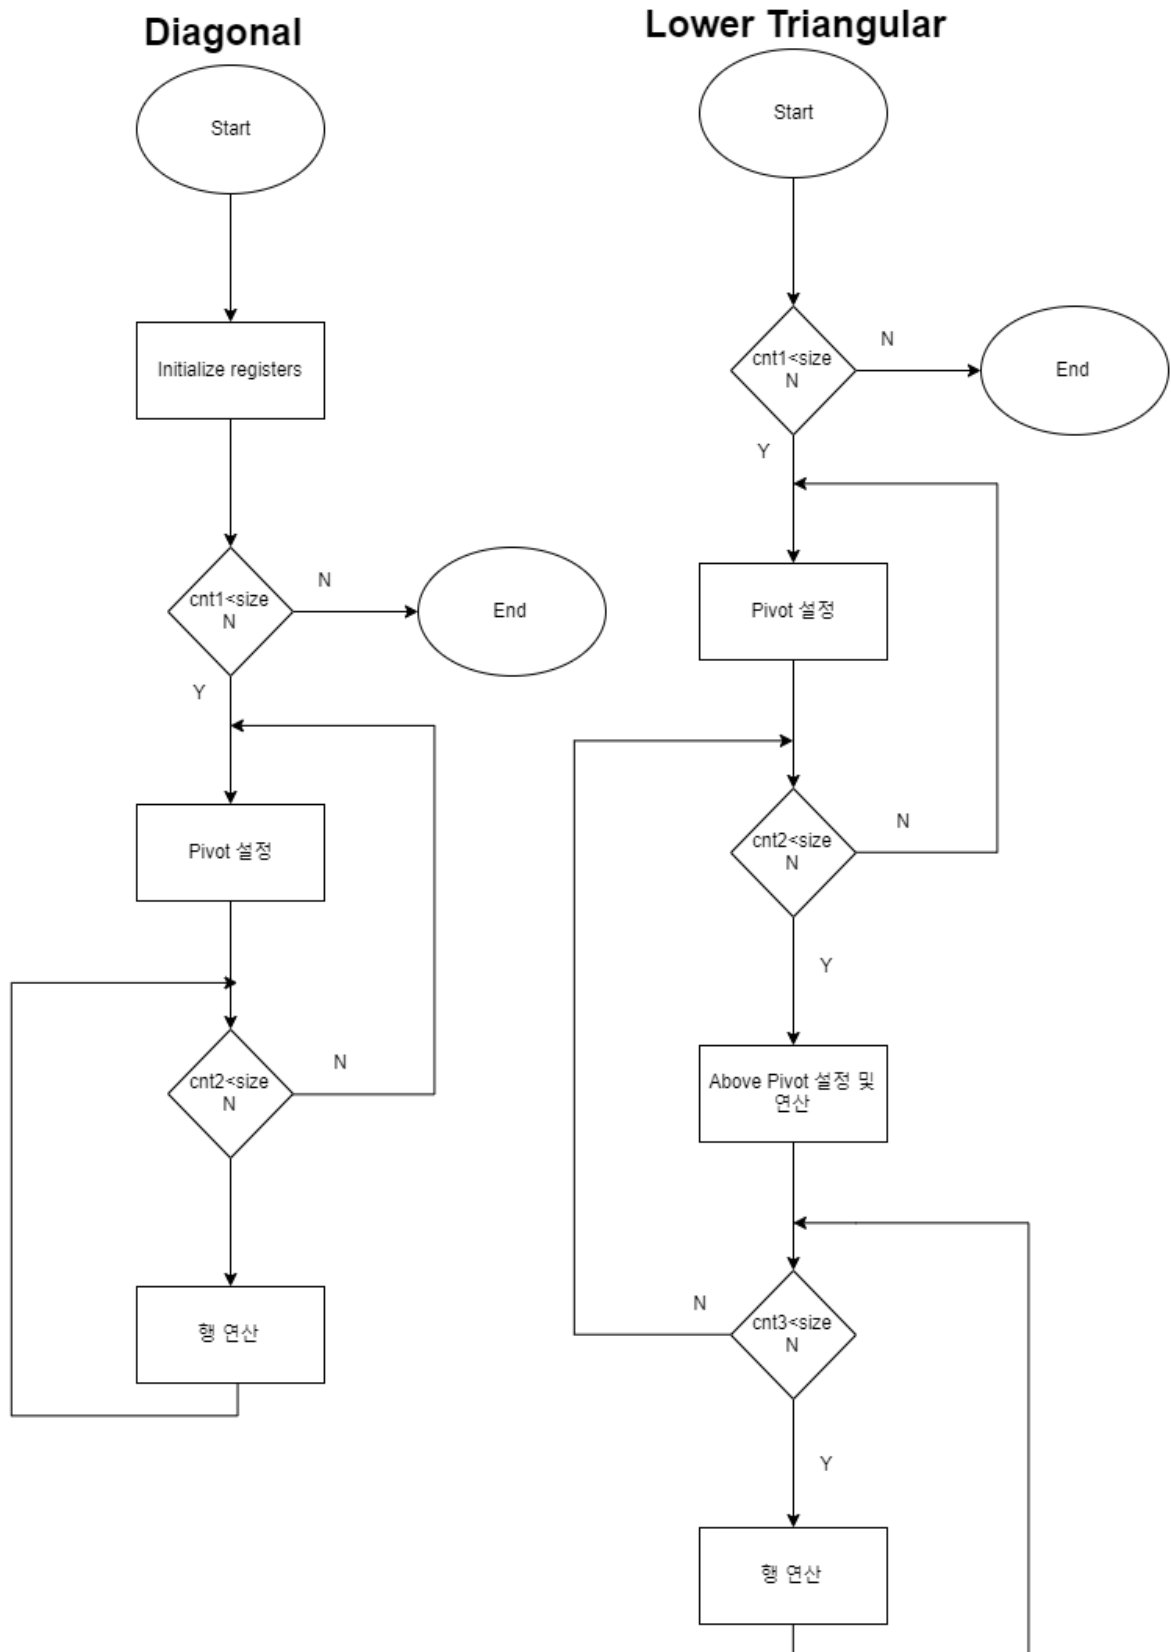 Diagonal
Start
Initialize registers
cnt1<size
N
N
End
Y
Pivot 설정
cnt2<size
N
N
행 연산
Lower Triangular
Start
cnt1<size
N
N
End
Y
Pivot 설정
cnt2<size
N
N
Y
Above Pivot 설정 및
연산
N
cnt3<size
N
Y
행 연산